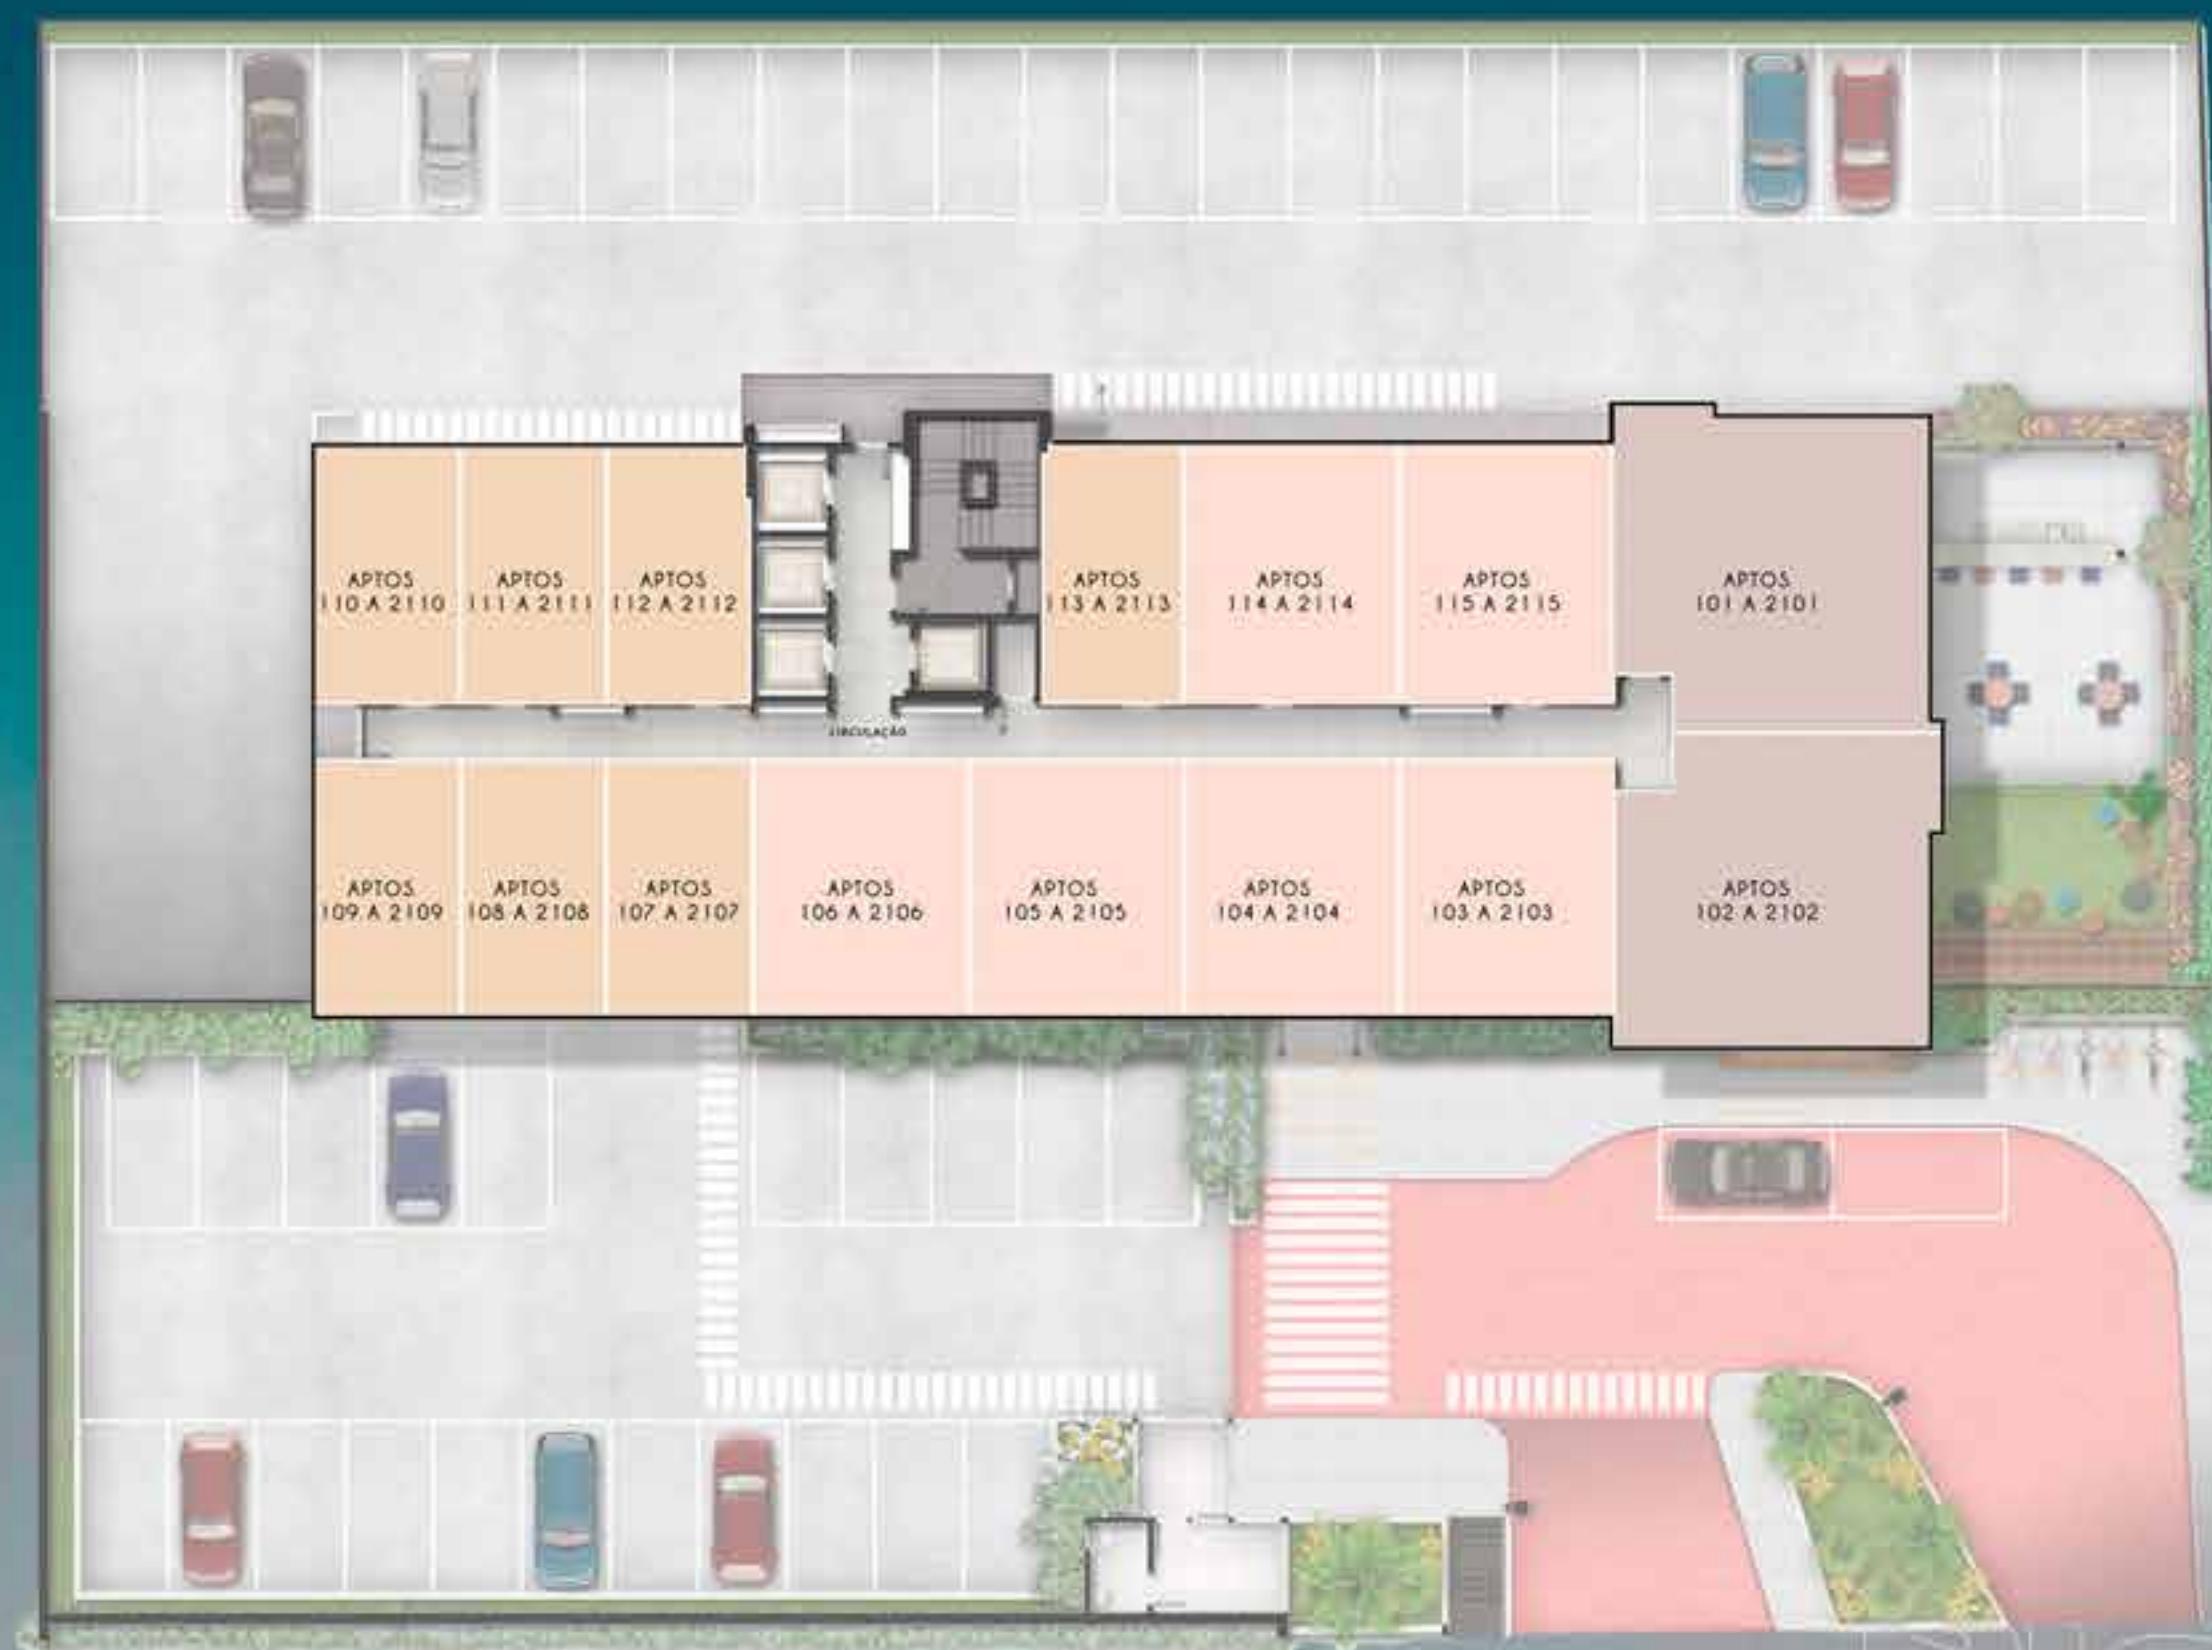 APTOS
110 A 2110
APTOS
111 A 2111
APTOS
112 A 2112
APTOS
113 A 2113
APTOS
114 A 2114
APTOS
115 A 2115
APTOS
101 A 2101
CIRCULAÇÃO
APTOS
109 A 2109
APTOS
108 A 2108
APTOS
107 A 2107
APTOS
106 A 2106
APTOS
105 A 2105
APTOS
104 A 2104
APTOS
103 A 2103
APTOS
102 A 2102